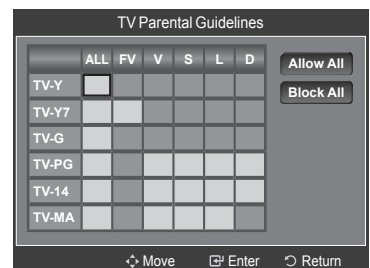 TV Parental Guidelines
ALL FV V S L D
Allow All
Block All
TV-Y
TV-Y7
TV-G
TV-PG
TV-14
TV-MA
Move Enter Return